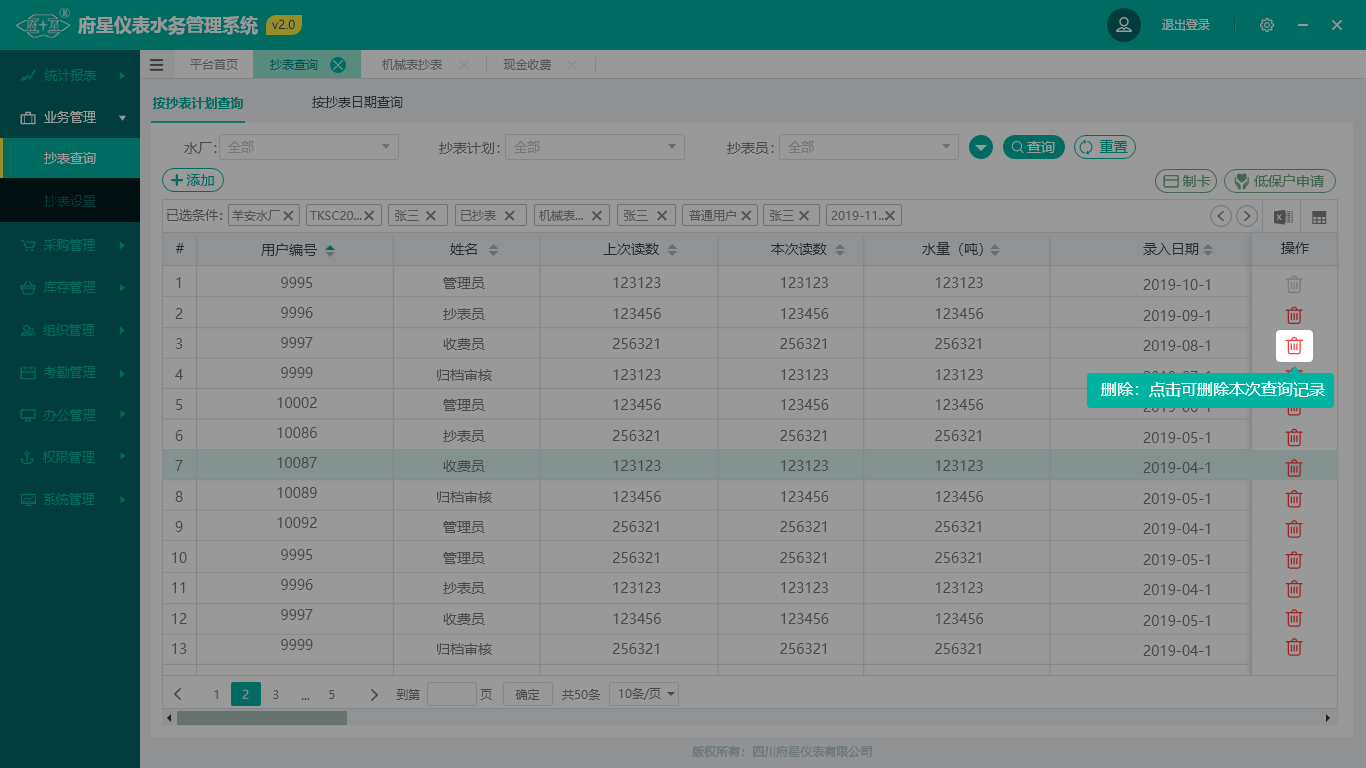 府星仪表水务管理系统 v2.0 退出登录
平台首页 抄表查询 机械表抄表 现金收费
统计报表
业务管理
抄表查询
抄表设置
采购管理
库存管理
组织管理
考勤管理
办公管理
权限管理
系统管理
按抄表计划查询 按抄表日期查询
水厂: 全部 抄表计划: 全部 抄表员: 全部 查询 重置
添加 制卡 低保户申请
已选条件: 羊安水厂 TKSC20... 张三 已抄表 机械表... 张三 普通用户 张三 2019-11..
# 用户编号 姓名 上次读数 本次读数 水量（吨） 录入日期 操作
1 9995 管理员 123123 123123 123123 2019-10-1
2 9996 抄表员 123456 123456 123456 2019-09-1
3 9997 收费员 256321 256321 256321 2019-08-1
4 9999 归档审核 123123 123123 123123
删除：点击可删除本次查询记录
5 10002 管理员 123456 123456 123456
6 10086 抄表员 256321 256321 256321 2019-05-1
7 10087 收费员 123123 123123 123123 2019-04-1
8 10089 归档审核 123456 123456 123456 2019-05-1
9 10092 管理员 256321 256321 256321 2019-04-1
10 9995 管理员 256321 256321 256321 2019-05-1
11 9996 抄表员 123123 123123 123123 2019-04-1
12 9997 收费员 123456 123456 123456 2019-05-1
13 9999 归档审核 256321 256321 256321 2019-04-1
1 2 3 ... 5 到第 页 确定 共50条 10条/页
版权所有：四川府星仪表有限公司